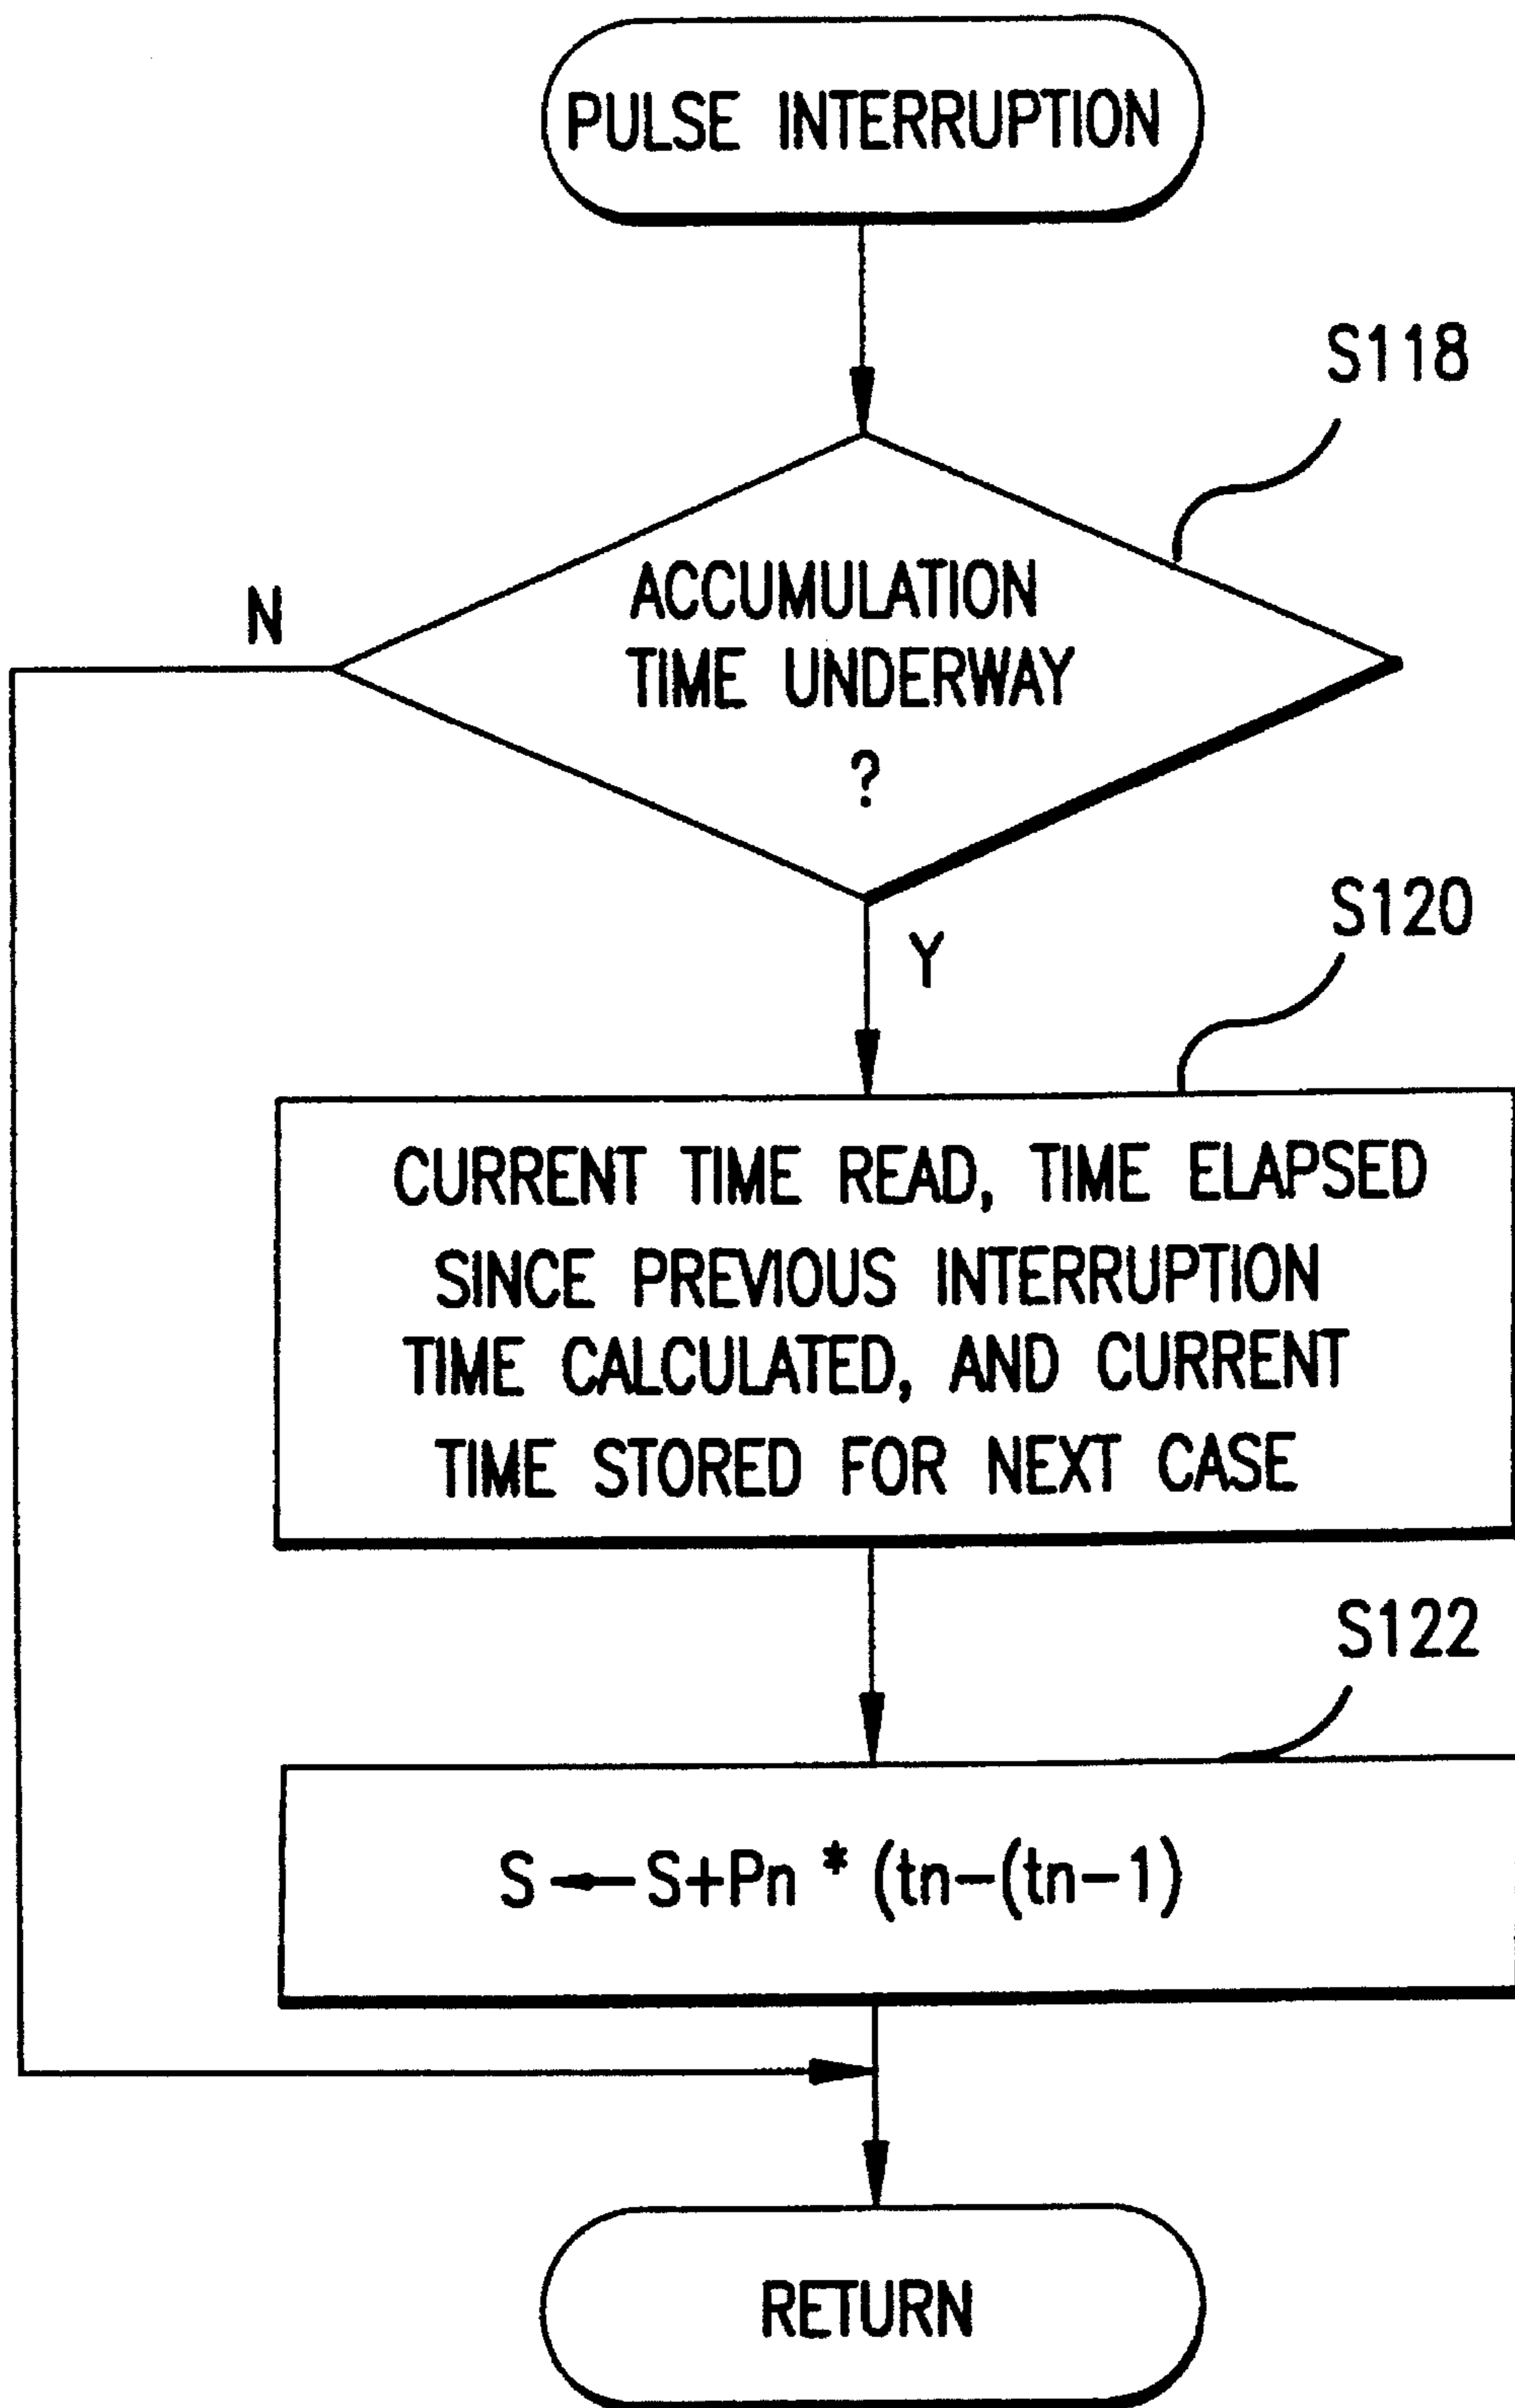 PULSE INTERRUPTION
S118
N
ACCUMULATION
TIME UNDERWAY
?
S120
Y
CURRENT TIME READ, TIME ELAPSED
SINCE PREVIOUS INTERRUPTION
TIME CALCULATED, AND CURRENT
TIME STORED FOR NEXT CASE
S122
S←S+Pn * (tn-(tn-1)
RETURN